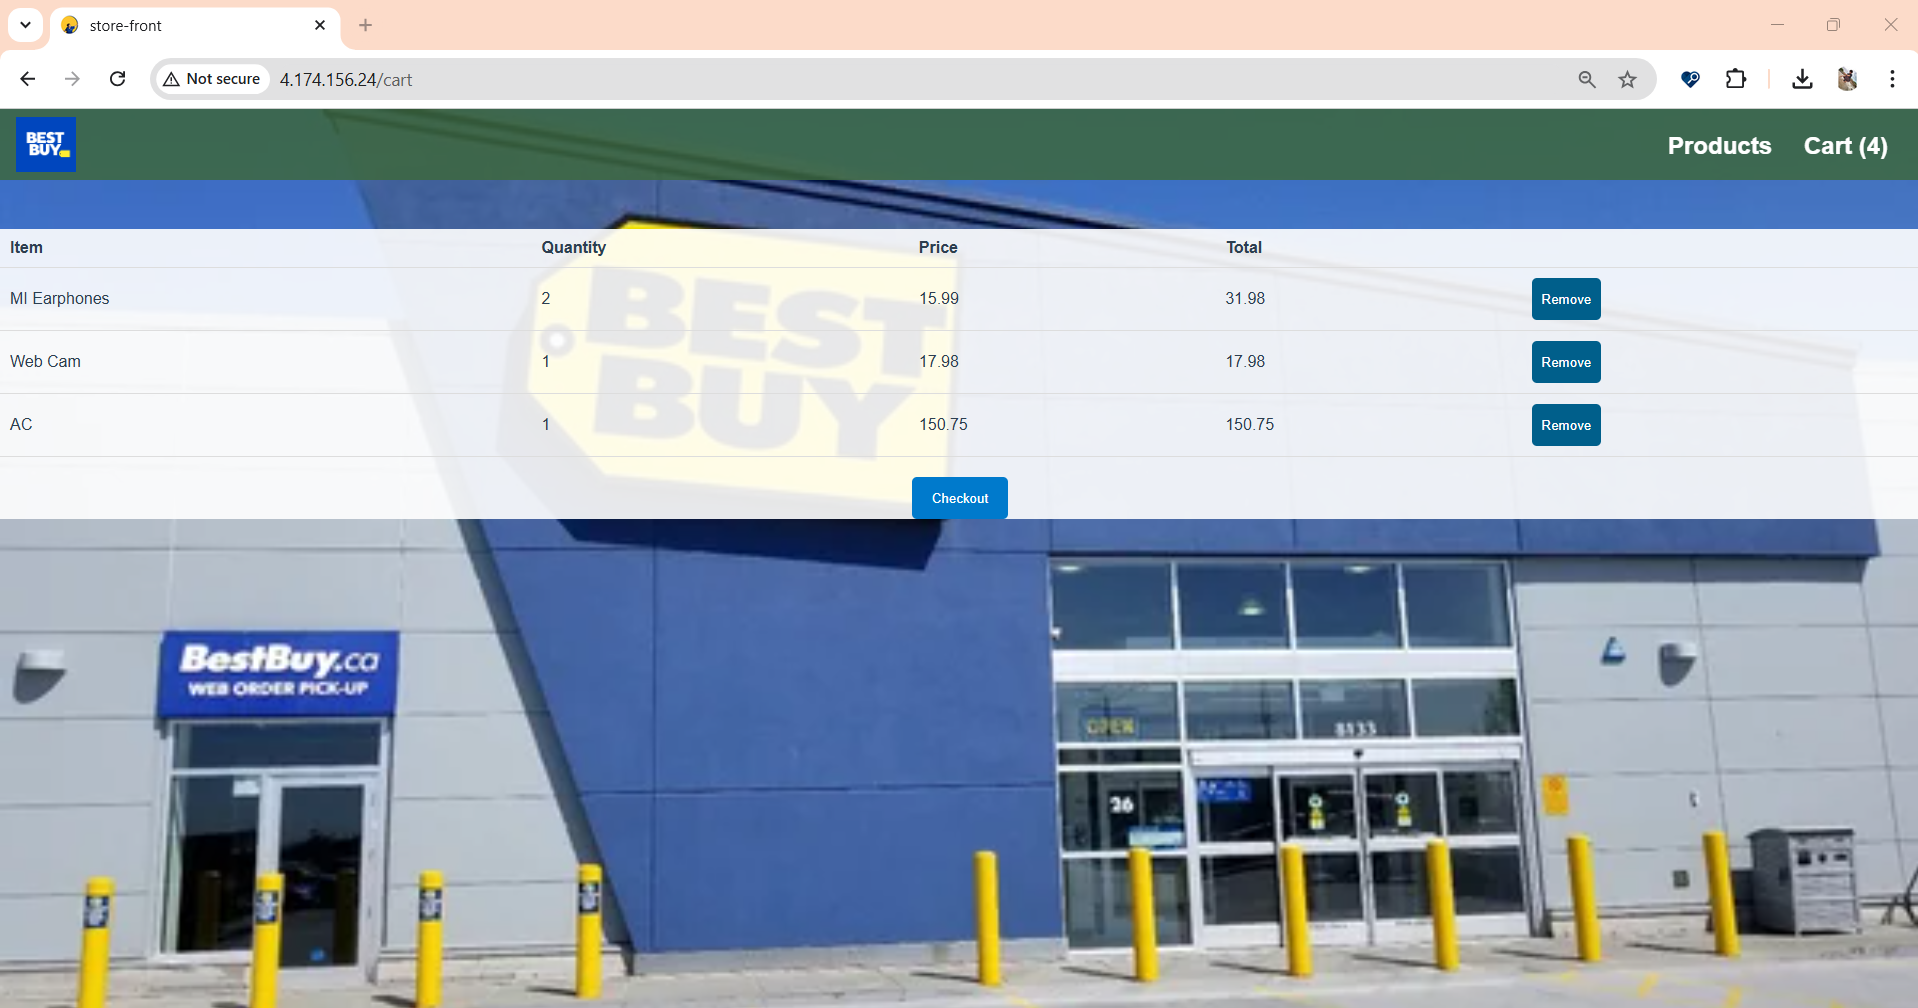 store-front
Not secure 4.174.156.24/cart
BEST
BUY
Products Cart (4)
Item Quantity Price Total
MI Earphones 2 15.99 31.98 Remove
Web Cam 1 17.98 17.98 Remove
AC 1 150.75 150.75 Remove
Checkout
BEST
BUY
BestBuy.ca
WEB ORDER PICK-UP
OPEN
8133
26